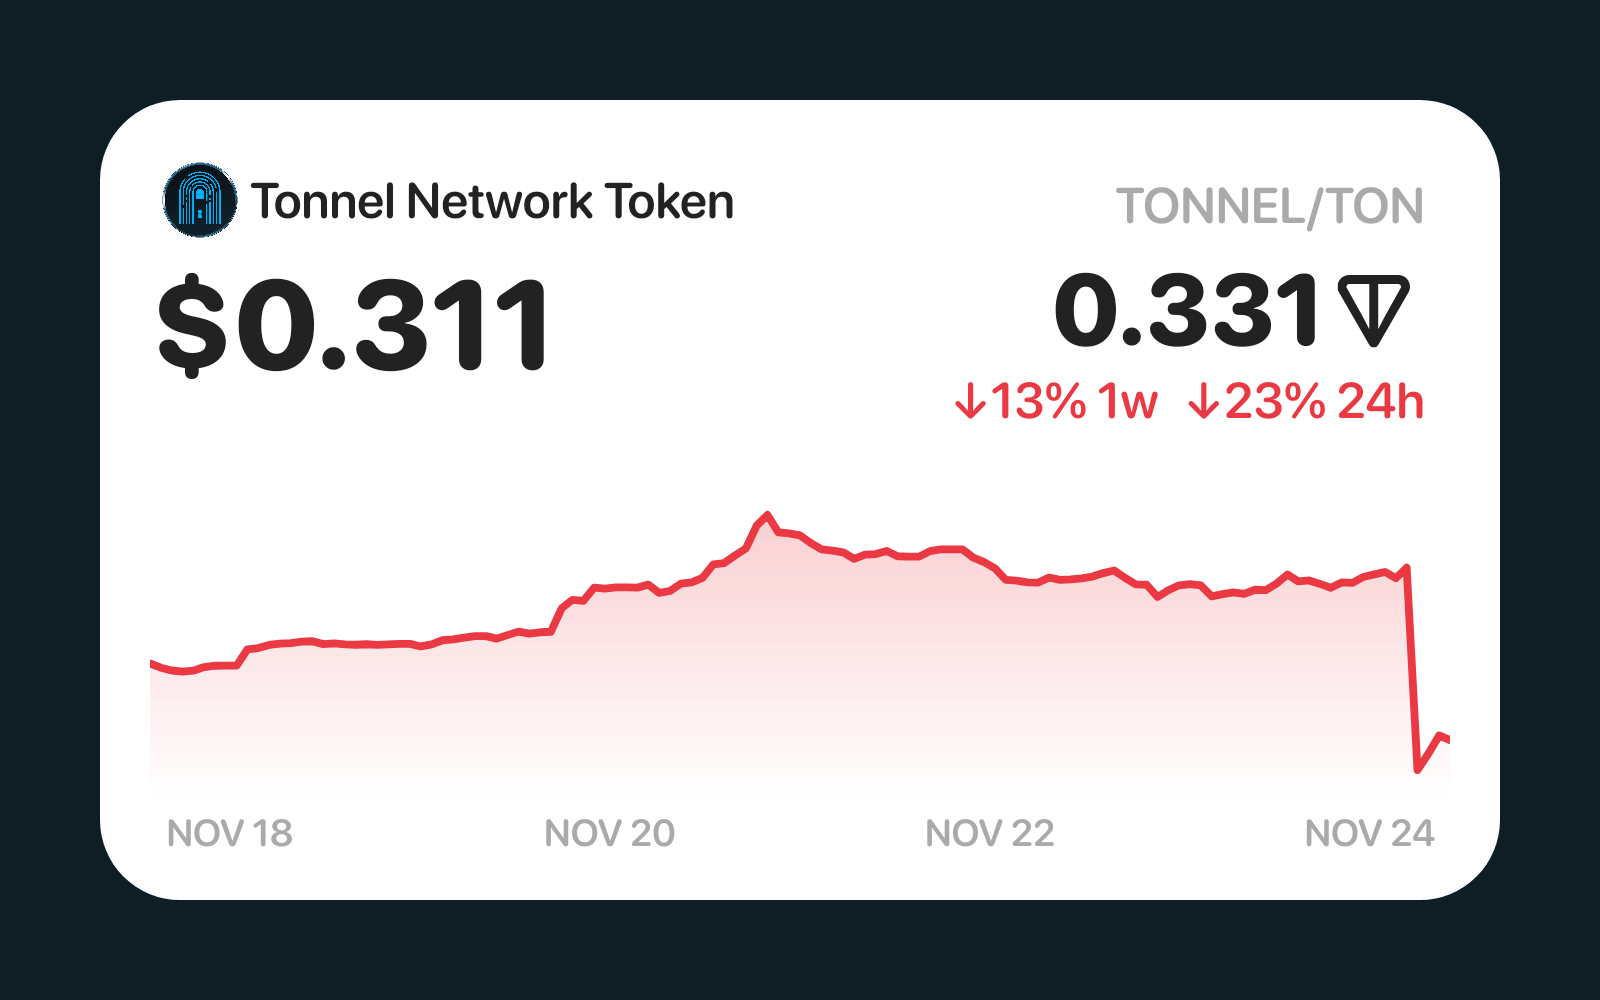 Tonnel Network Token
TONNEL/TON
$0.311
0.331
↓13% 1w ↓23% 24h
NOV 18 NOV 20 NOV 22 NOV 24